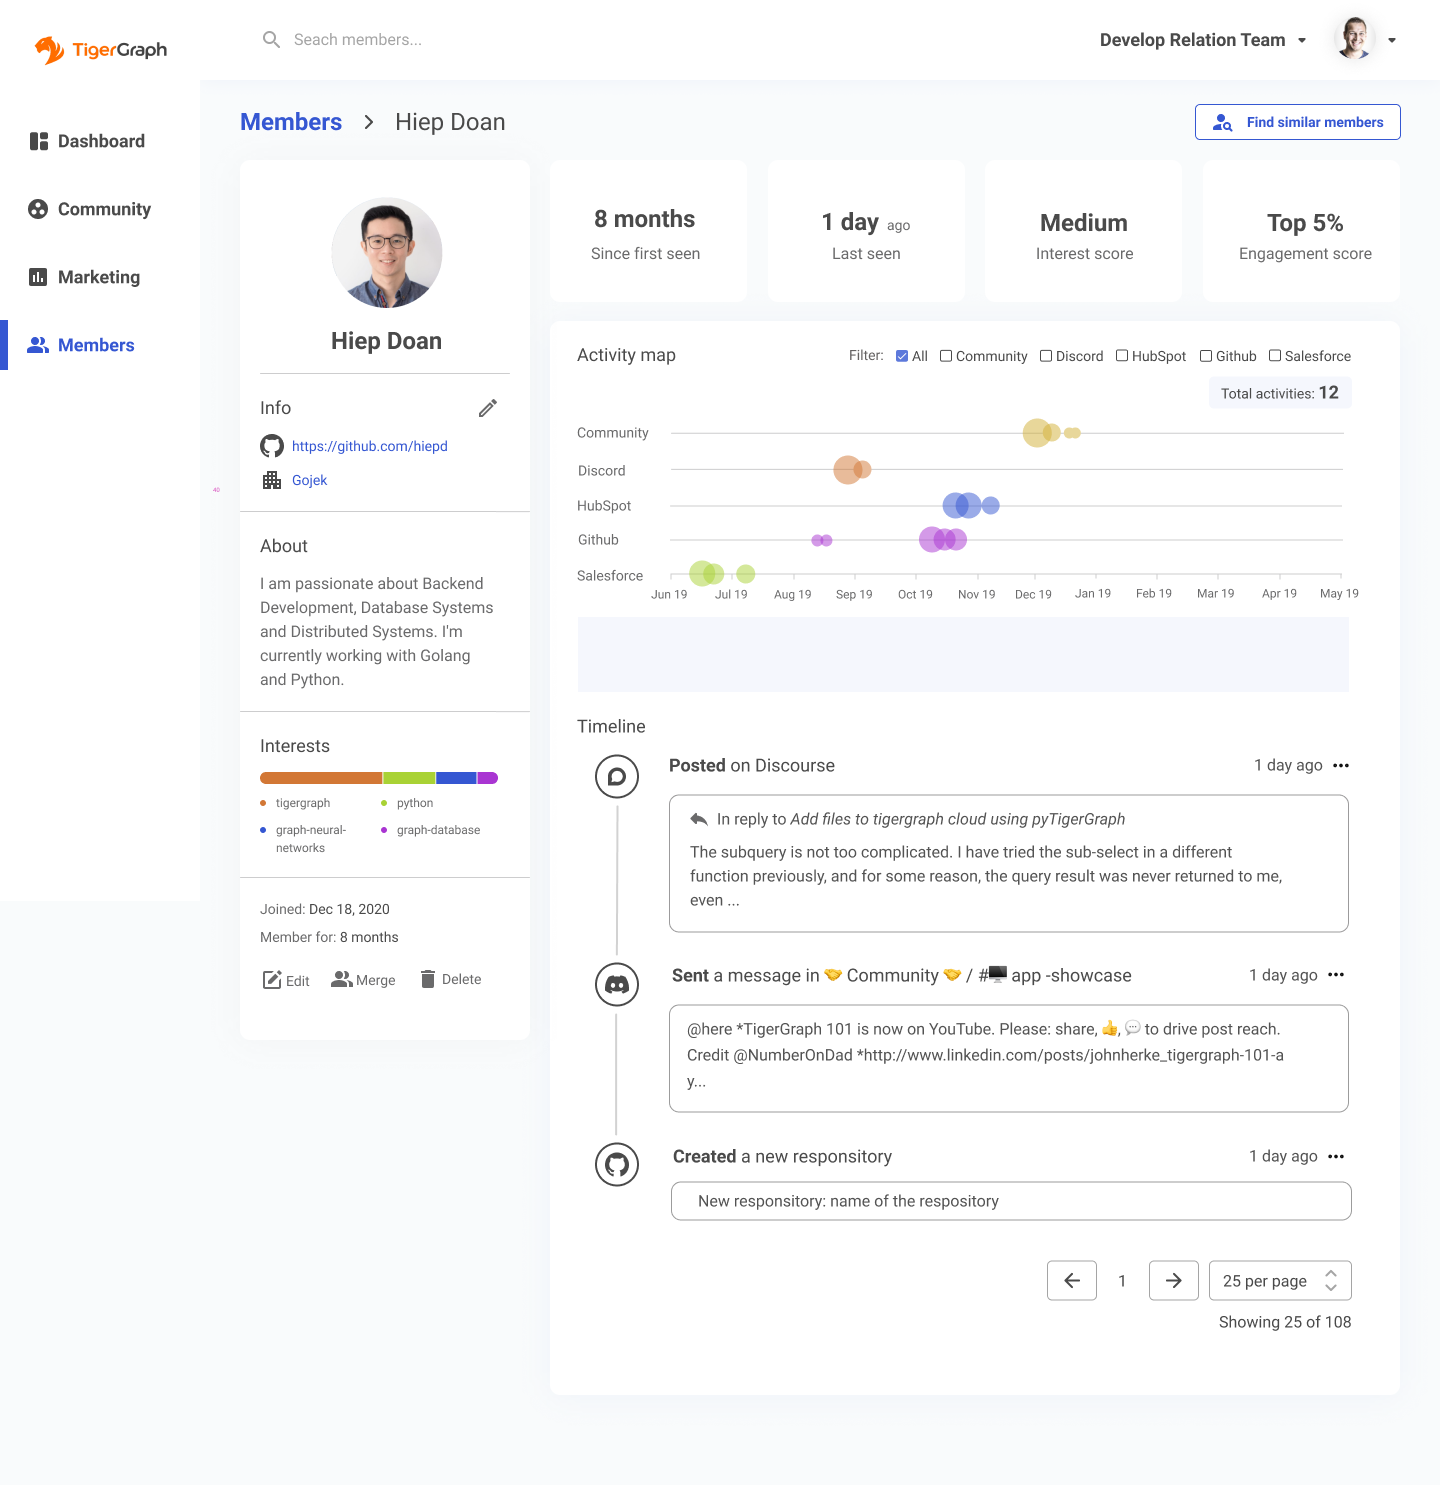 TigerGraph
Seach members...
Develop Relation Team
Dashboard
Community
Marketing
Members
Members > Hiep Doan
Find similar members
Hiep Doan
Info
https://github.com/hiepd
Gojek
40
About
I am passionate about Backend
Development, Database Systems
and Distributed Systems. I'm
currently working with Golang
and Python.
Interests
tigergraph
python
graph-neural-
networks
graph-database
Joined: Dec 18, 2020
Member for: 8 months
Edit
Merge
Delete
8 months
Since first seen
1 day ago
Last seen
Medium
Interest score
Top 5%
Engagement score
Activity map
Filter: All Community Discord HubSpot Github Salesforce
Total activities: 12
Community
Discord
HubSpot
Github
Salesforce
Jun 19 Jul 19 Aug 19 Sep 19 Oct 19 Nov 19 Dec 19 Jan 19 Feb 19 Mar 19 Apr 19 May 19
Timeline
Posted on Discourse
1 day ago
In reply to Add files to tigergraph cloud using pyTigerGraph
The subquery is not too complicated. I have tried the sub-select in a different
function previously, and for some reason, the query result was never returned to me,
even ...
Sent a message in 🤝 Community 🤝 / #🖥 app -showcase
1 day ago
@here *TigerGraph 101 is now on YouTube. Please: share, 👍, 💬 to drive post reach.
Credit @NumberOnDad *http://www.linkedin.com/posts/johnherke_tigergraph-101-a
y...
Created a new responsitory
1 day ago
New responsitory: name of the respository
1
25 per page
Showing 25 of 108